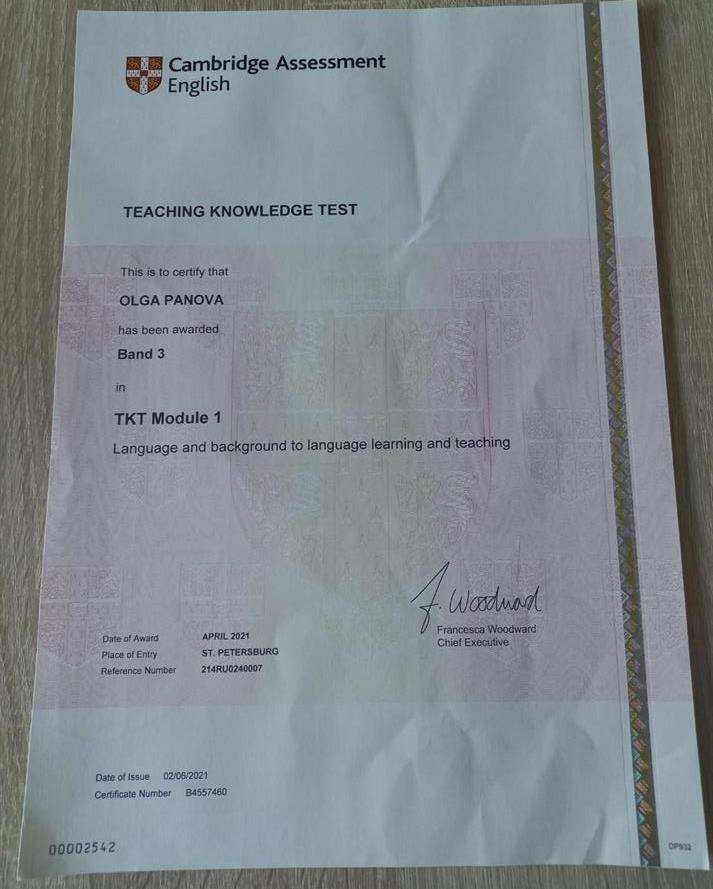 Cambridge Assessment
English
TEACHING KNOWLEDGE TEST
This is to certify that
OLGA PANOVA
has been awarded
Band 3
in
TKT Module 1
Language and background to language learning and teaching
F. Woodward
Francesca Woodward
Chief Executive
Date of Award APRIL 2021
Place of Entry ST. PETERSBURG
Reference Number 214RU0240007
Date of Issue 02/06/2021
Certificate Number B4557460
00002542
DP932